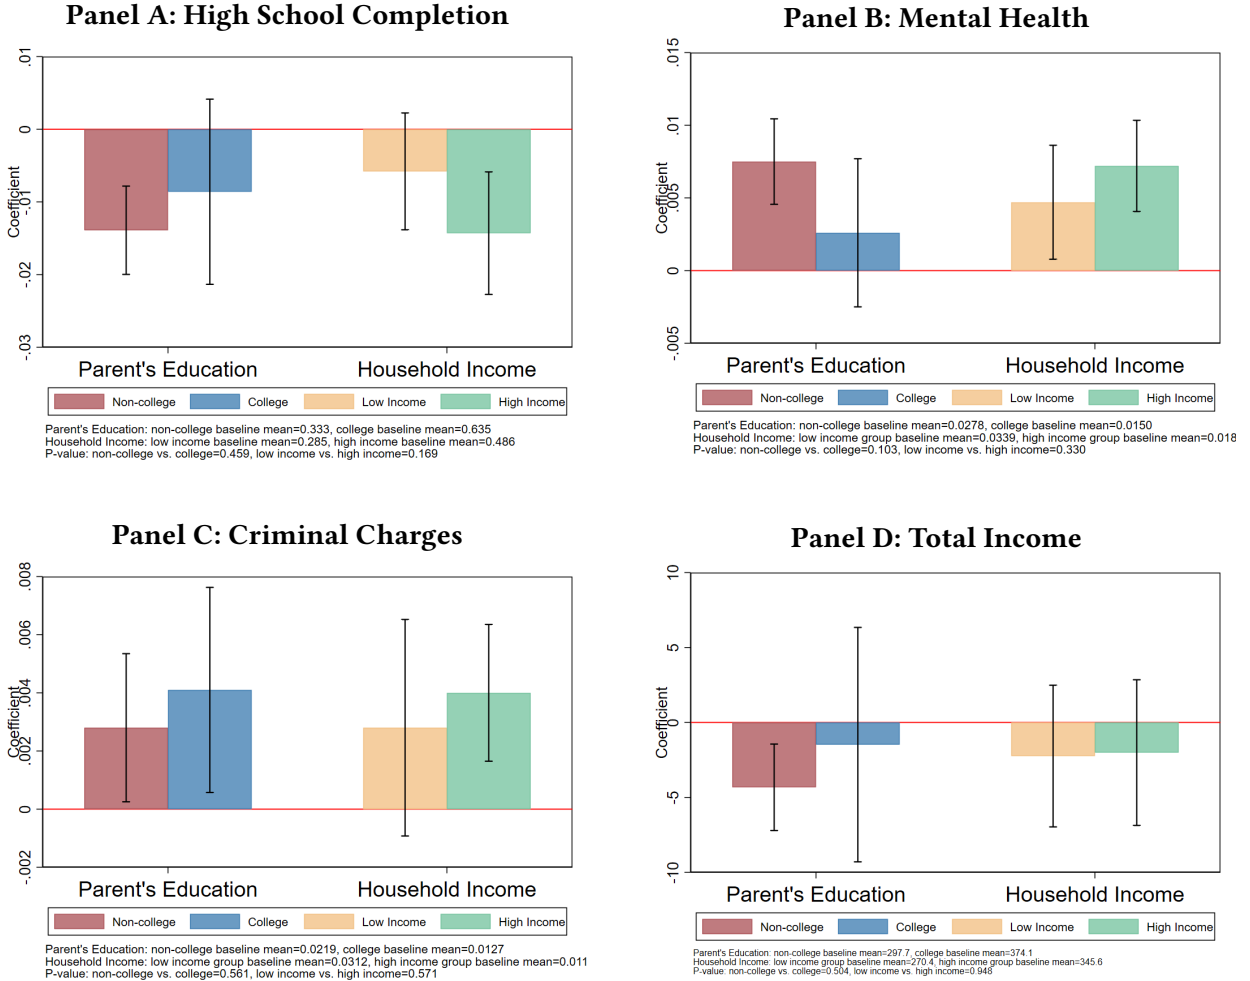 Panel A: High School Completion
.01
0
-.01
-.02
-.03
Coefficient
Parent's Education
Household Income
Non-college
College
Low Income
High Income
Parent's Education: non-college baseline mean=0.333, college baseline mean=0.635
Household Income: low income baseline mean=0.285, high income baseline mean=0.486
P-value: non-college vs. college=0.459, low income vs. high income=0.169
Panel B: Mental Health
.015
.01
.005
0
-.005
Coefficient
Parent's Education
Household Income
Non-college
College
Low Income
High Income
Parent's Education: non-college baseline mean=0.0278, college baseline mean=0.0150
Household Income: low income group baseline mean=0.0339, high income group baseline mean=0.018
P-value: non-college vs. college=0.103, low income vs. high income=0.330
Panel C: Criminal Charges
.008
.006
.004
.002
0
-.002
Coefficient
Parent's Education
Household Income
Non-college
College
Low Income
High Income
Parent's Education: non-college baseline mean=0.0219, college baseline mean=0.0127
Household Income: low income group baseline mean=0.0312, high income group baseline mean=0.011
P-value: non-college vs. college=0.561, low income vs. high income=0.571
Panel D: Total Income
10
5
0
-5
-10
Coefficient
Parent's Education
Household Income
Non-college
College
Low Income
High Income
Parent's Education: non-college baseline mean=297.7, college baseline mean=374.1
Household Income: low income group baseline mean=270.4, high income group baseline mean=345.6
P-value: non-college vs. college=0.504, low income vs. high income=0.948